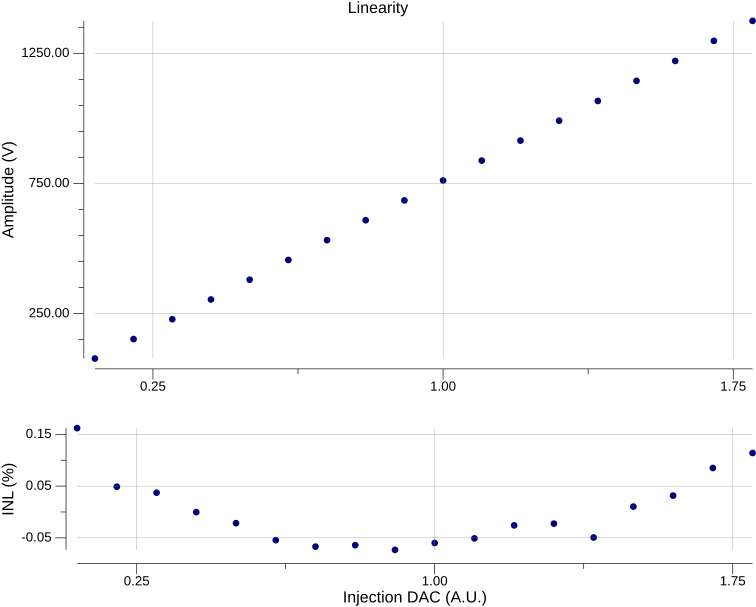 Linearity
1250.00
750.00
250.00
Amplitude (V)
0.25 1.00 1.75
0.15
0.05
-0.05
INL (%)
0.25 1.00 1.75
Injection DAC (A.U.)